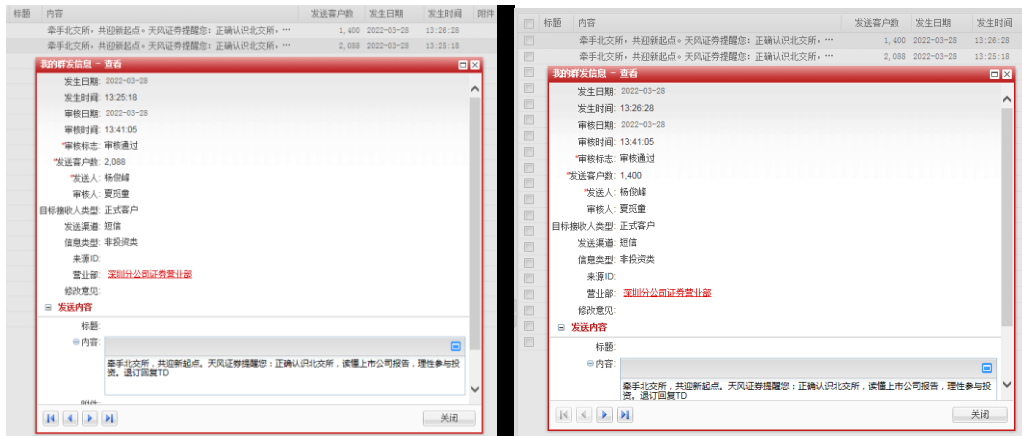 标题 内容 发送客户数 发生日期 发生时间 附件
牵手北交所，共迎新起点。天风证券提醒您：正确认识北交所，… 1,400 2022-03-28 13:26:28
牵手北交所，共迎新起点。天风证券提醒您：正确认识北交所，… 2,088 2022-03-28 13:25:18
我的群发信息 - 查看
发生日期: 2022-03-28
发生时间: 13:25:18
审核日期: 2022-03-28
审核时间: 13:41:05
*审核标志: 审核通过
*发送客户数: 2,088
*发送人: 杨俊峰
审核人: 夏觅童
目标接收人类型: 正式客户
发送渠道: 短信
信息类型: 非投资类
来源ID:
营业部: 深圳分公司证券营业部
修改意见:
发送内容
标题:
内容:
牵手北交所，共迎新起点。天风证券提醒您：正确认识北交所，读懂上市公司报告，理性参与投
资。退订回复TD
附件:
关闭
标题 内容 发送客户数 发生日期 发生时间
牵手北交所，共迎新起点。天风证券提醒您：正确认识北交所，… 1,400 2022-03-28 13:26:28
牵手北交所，共迎新起点。天风证券提醒您：正确认识北交所，… 2,088 2022-03-28 13:25:18
我的群发信息 - 查看
发生日期: 2022-03-28
发生时间: 13:26:28
审核日期: 2022-03-28
审核时间: 13:41:05
*审核标志: 审核通过
*发送客户数: 1,400
*发送人: 杨俊峰
审核人: 夏觅童
目标接收人类型: 正式客户
发送渠道: 短信
信息类型: 非投资类
来源ID:
营业部: 深圳分公司证券营业部
修改意见:
发送内容
标题:
内容:
牵手北交所，共迎新起点。天风证券提醒您：正确认识北交所，读懂上市公司报告，理性参与投
资。退订回复TD
关闭